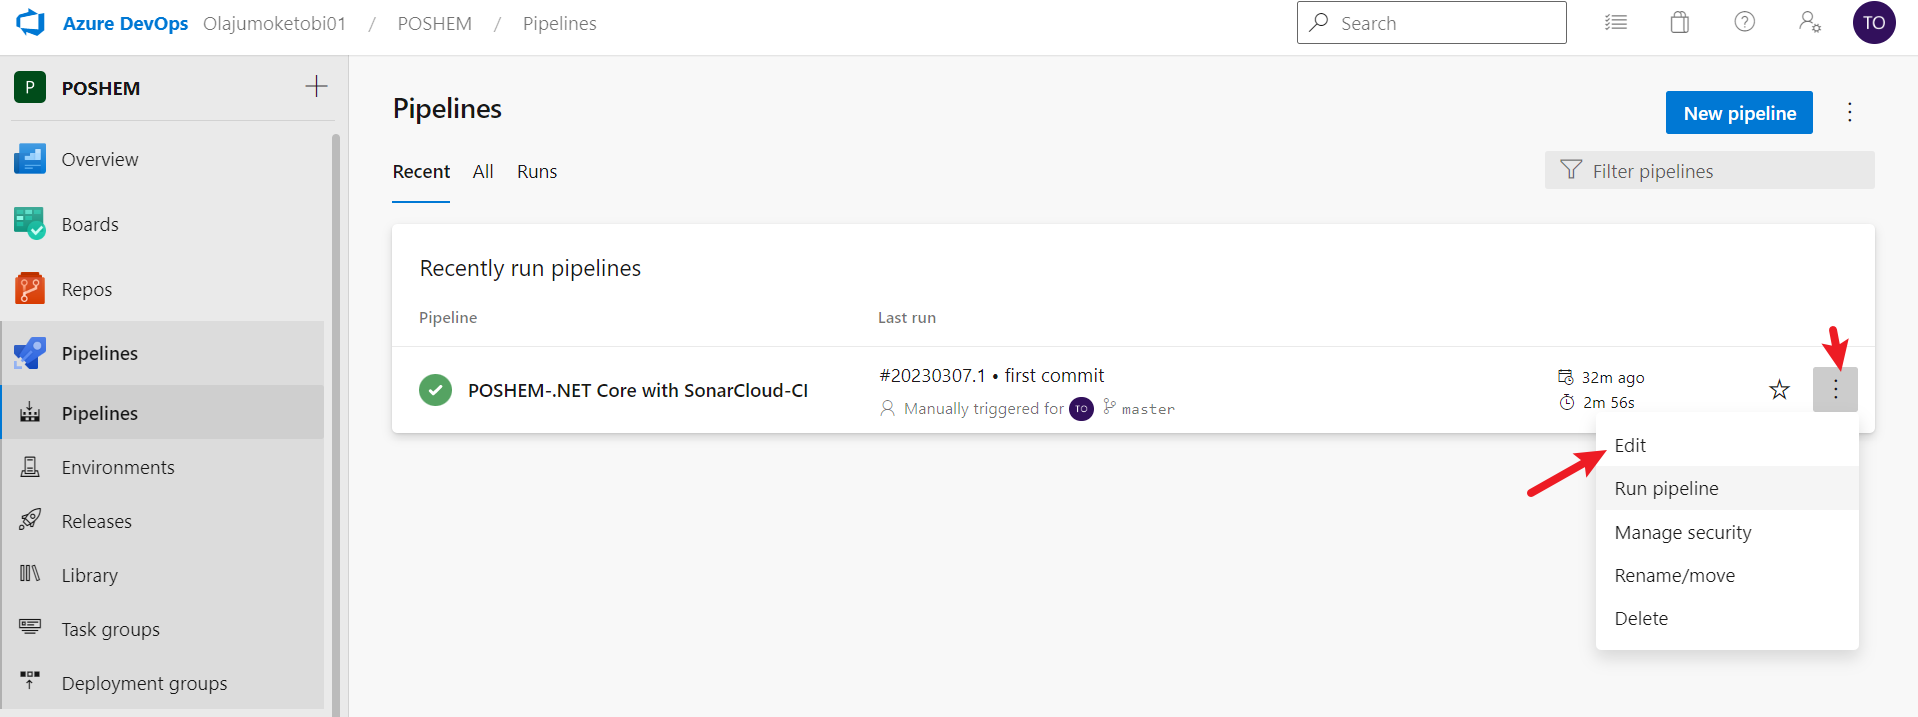 Azure DevOps Olajumoketobi01 / POSHEM / Pipelines Search TO
P POSHEM
Overview
Boards
Repos
Pipelines
Pipelines
Environments
Releases
Library
Task groups
Deployment groups
Pipelines
New pipeline
Recent All Runs
Filter pipelines
Recently run pipelines
Pipeline Last run
POSHEM-.NET Core with SonarCloud-CI
#20230307.1 • first commit
Manually triggered for TO master
32m ago
2m 56s
Edit
Run pipeline
Manage security
Rename/move
Delete